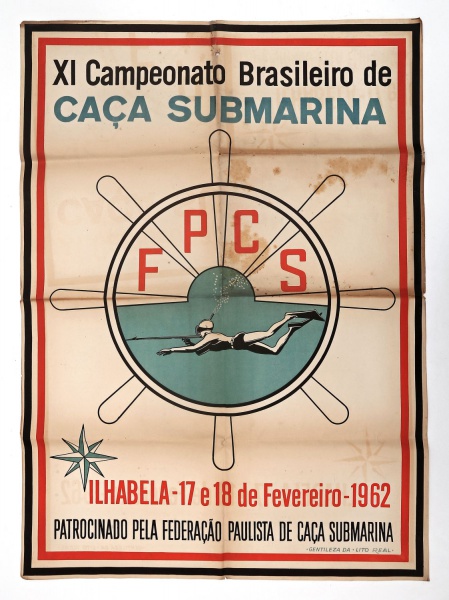 XI Campeonato Brasileiro de
CAÇA SUBMARINA
FPCS
ILHABELA-17 e 18 de Fevereiro-1962
PATROCINADO PELA FEDERAÇÃO PAULISTA DE CAÇA SUBMARINA
-GENTILEZA DA-LITO REAL-